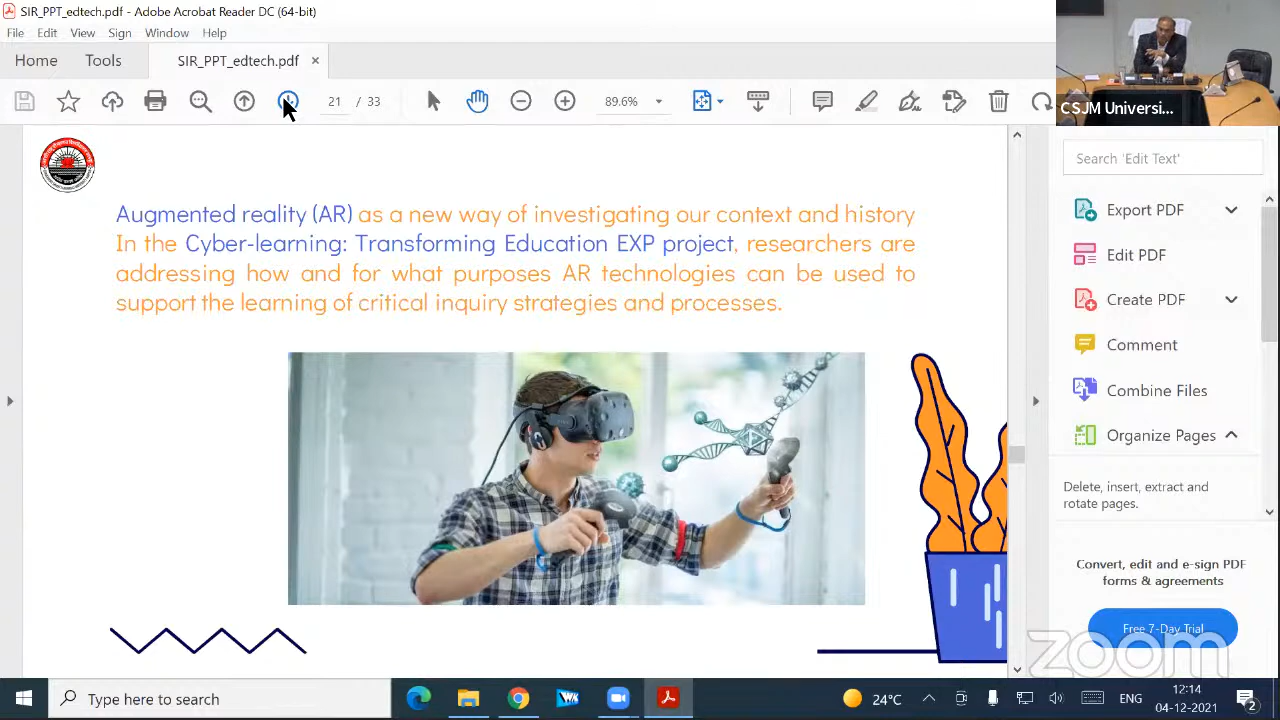 SIR_PPT_edtech.pdf - Adobe Acrobat Reader DC (64-bit)
File Edit View Sign Window Help
Home Tools SIR_PPT_edtech.pdf ×
21 / 33 89.6%
CSJM Universi...
Search 'Edit Text'
Augmented reality (AR) as a new way of investigating our context and history
In the Cyber-learning: Transforming Education EXP project, researchers are
addressing how and for what purposes AR technologies can be used to
support the learning of critical inquiry strategies and processes.
Export PDF
Edit PDF
Create PDF
Comment
Combine Files
Organize Pages
Delete, insert, extract and
rotate pages.
Convert, edit and e-sign PDF
forms & agreements
Free 7-Day Trial
zoom
Type here to search
24°C ENG 12:14
04-12-2021
2